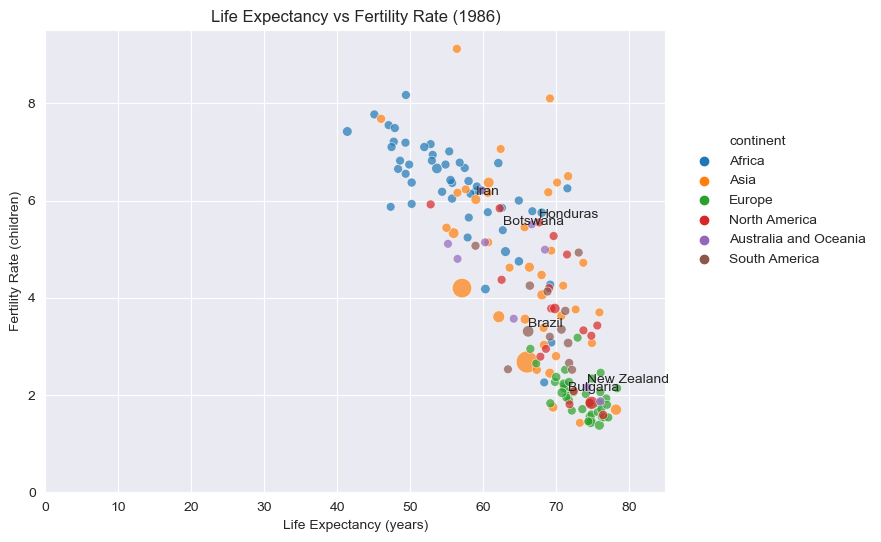 Life Expectancy vs Fertility Rate (1986)
Fertility Rate (children)
8
6
4
2
0
Iran
Honduras
Botswana
Brazil
New Zealand
Bulgaria
0 10 20 30 40 50 60 70 80
Life Expectancy (years)
continent
Africa
Asia
Europe
North America
Australia and Oceania
South America